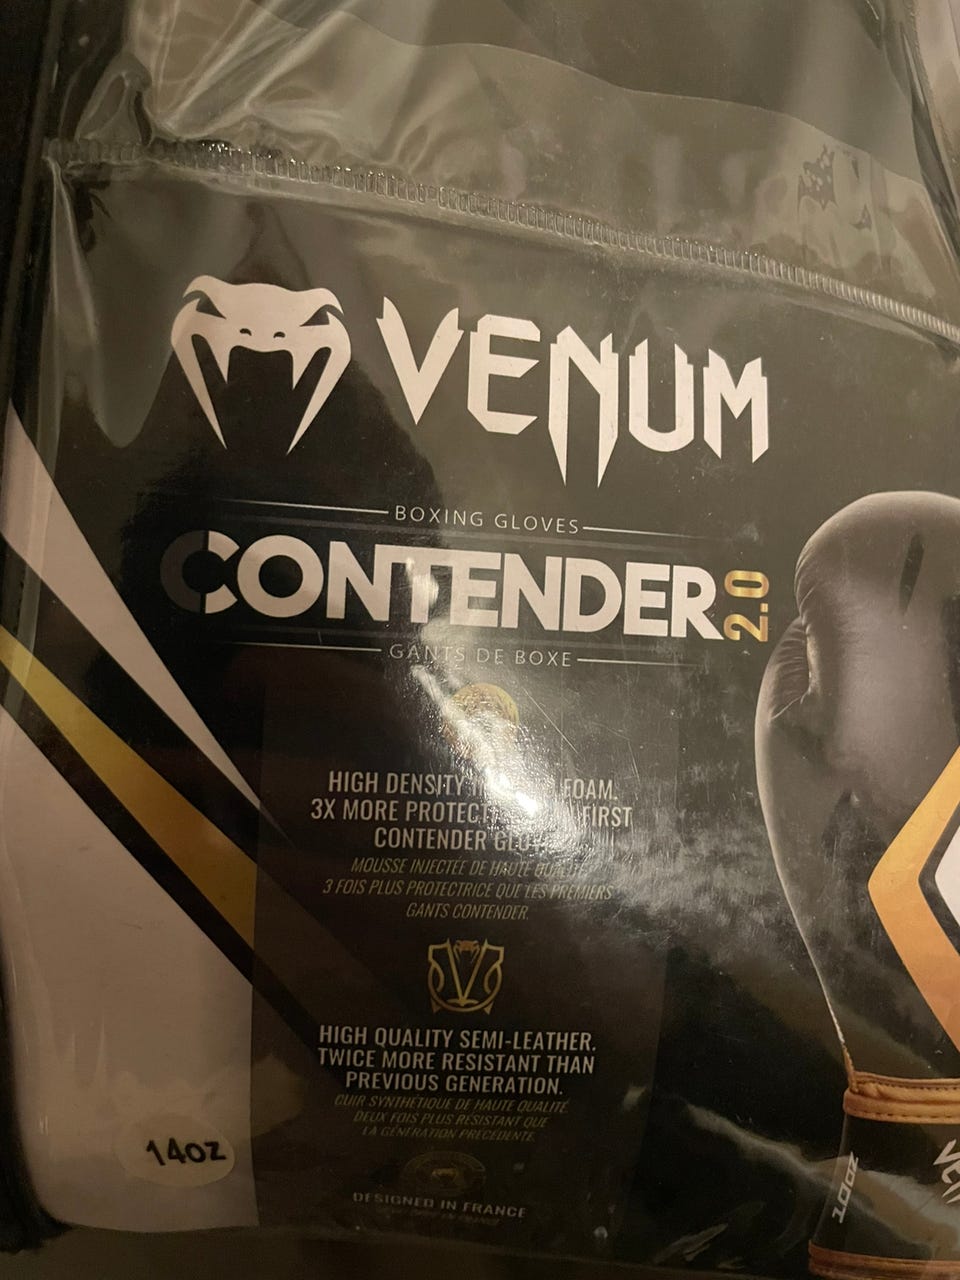 VENUM
BOXING GLOVES
CONTENDER 2.0
GANTS DE BOXE
HIGH DENSITY FOAM.
3X MORE FIRST
CONTENDER
MOUSSE INJECTÉE DE HAUTE QUALITÉ.
3 FOIS PLUS PROTECTRICE QUE LES PREMIERS
GANTS CONTENDER.
HIGH QUALITY SEMI-LEATHER.
TWICE MORE RESISTANT THAN
PREVIOUS GENERATION.
CUIR SYNTHÉTIQUE DE HAUTE QUALITÉ
DEUX FOIS PLUS RÉSISTANT QUE
LA GÉNÉRATION PRÉCÉDENTE.
14oz
DESIGNED IN FRANCE
10oz